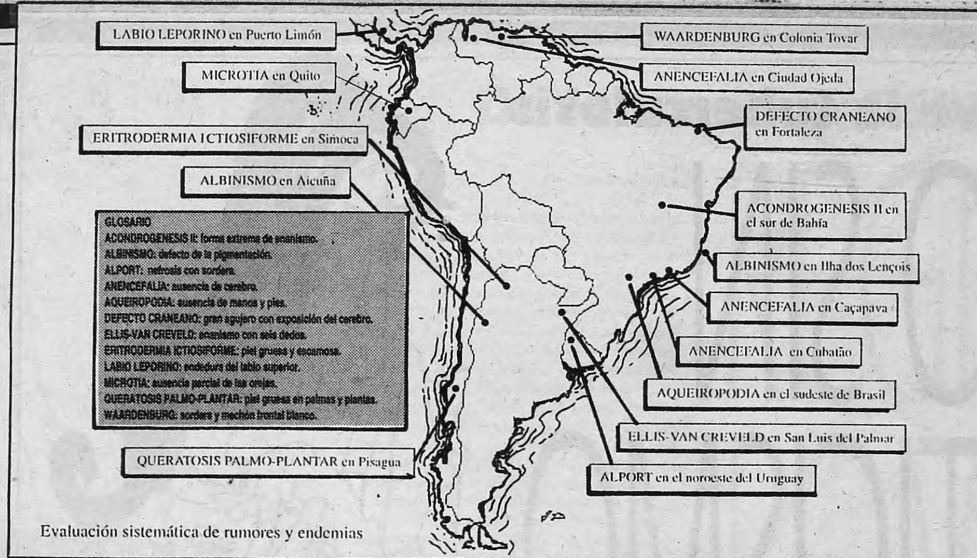 LABIO LEPORINO en Puerto Limón
MICROTIA en Quito
ERITRODERMIA ICTIOSIFORME en Simoca
ALBINISMO en Aicuña
GLOSARIO
ACONDROGENESIS II: forma extrema de enanismo.
ALBINISMO: defecto de la pigmentación.
ALPORT: nefrosis con sordera.
ANENCEFALIA: ausencia de cerebro.
AQUEIROPODIA: ausencia de manos y pies.
DEFECTO CRANEANO: gran agujero con exposición del cerebro.
ELLIS-VAN CREVELD: enanismo con seis dedos.
ERITRODERMIA ICTIOSIFORME: piel gruesa y escamosa.
LABIO LEPORINO: endedura del labio superior.
MICROTIA: ausencia parcial de las orejas.
QUERATOSIS PALMO-PLANTAR: piel gruesa en palmas y plantas.
WAARDENBURG: sordera y mechón frontal blanco.
QUERATOSIS PALMO-PLANTAR en Pisagua
WAARDENBURG en Colonia Tovar
ANENCEFALIA en Ciudad Ojeda
DEFECTO CRANEANO
en Fortaleza
ACONDROGENESIS II en
el sur de Bahía
ALBINISMO en Ilha dos Lençois
ANENCEFALIA en Caçapava
ANENCEFALIA en Cubatão
AQUEIROPODIA en el sudeste de Brasil
ELLIS-VAN CREVELD en San Luis del Palmar
ALPORT en el noroeste del Uruguay
Evaluación sistemática de rumores y endemias